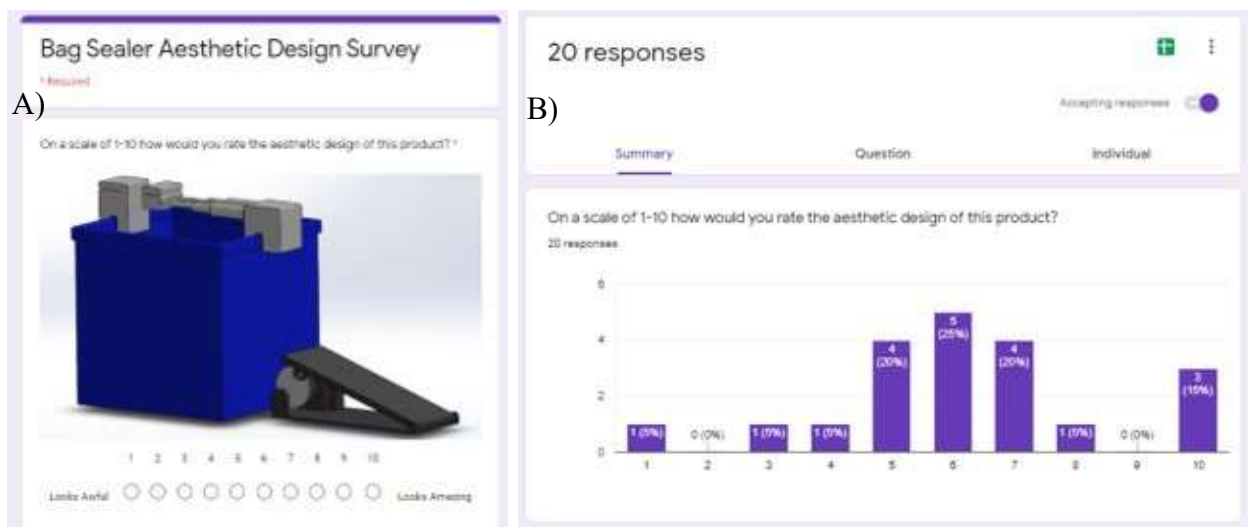 Bag Sealer Aesthetic Design Survey
* Required
A)
On a scale of 1-10 how would you rate the aesthetic design of this product? *
1 2 3 4 5 6 7 8 9 10
Looks Awful Looks Amazing
20 responses
B)
Accepting responses
Summary Question Individual
On a scale of 1-10 how would you rate the aesthetic design of this product?
20 responses
6
4
2
0
1 (5%) 0 (0%) 1 (5%) 1 (5%) 4 (20%) 5 (25%) 4 (20%) 1 (5%) 0 (0%) 3 (15%)
1 2 3 4 5 6 7 8 9 10